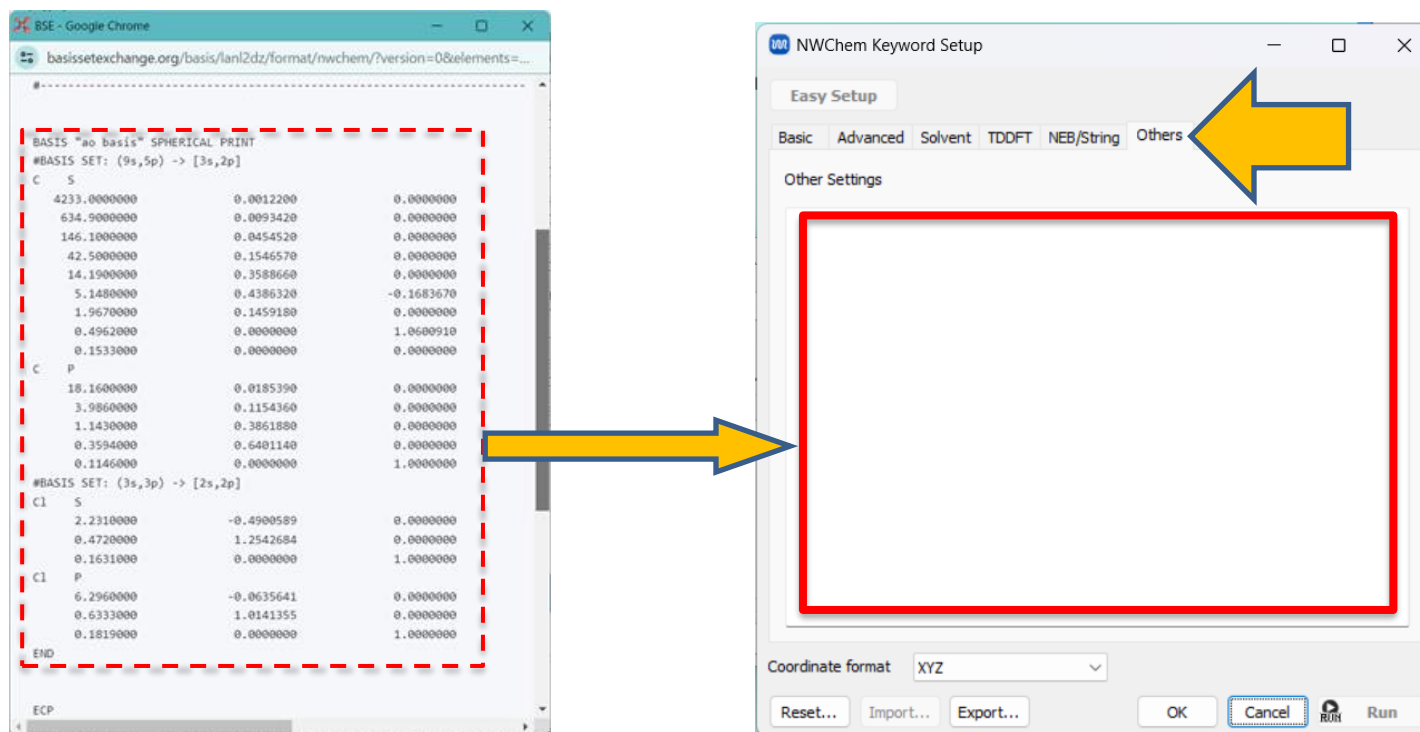 BSE - Google Chrome
basissetexchange.org/basis/lanl2dz/format/nwchem/?version=0&elements=...
#----------------------------------------------------------------------
BASIS "ao basis" SPHERICAL PRINT
#BASIS SET: (9s,5p) -> [3s,2p]
C    S
4233.0000000 0.0012200 0.0000000
634.9000000 0.0093420 0.0000000
146.1000000 0.0454520 0.0000000
42.5000000 0.1546570 0.0000000
14.1900000 0.3588660 0.0000000
5.1480000 0.4386320 -0.1683670
1.9670000 0.1459180 0.0000000
0.4962000 0.0000000 1.0600910
0.1533000 0.0000000 0.0000000
C    P
18.1600000 0.0185390 0.0000000
3.9860000 0.1154360 0.0000000
1.1430000 0.3861880 0.0000000
0.3594000 0.6401140 0.0000000
0.1146000 0.0000000 1.0000000
#BASIS SET: (3s,3p) -> [2s,2p]
Cl    S
2.2310000 -0.4900589 0.0000000
0.4720000 1.2542684 0.0000000
0.1631000 0.0000000 1.0000000
Cl    P
6.2960000 -0.0635641 0.0000000
0.6333000 1.0141355 0.0000000
0.1819000 0.0000000 1.0000000
END
ECP
NWChem Keyword Setup
Easy Setup
Basic Advanced Solvent TDDFT NEB/String Others
Other Settings
Coordinate format XYZ
Reset... Import... Export... OK Cancel RUN Run